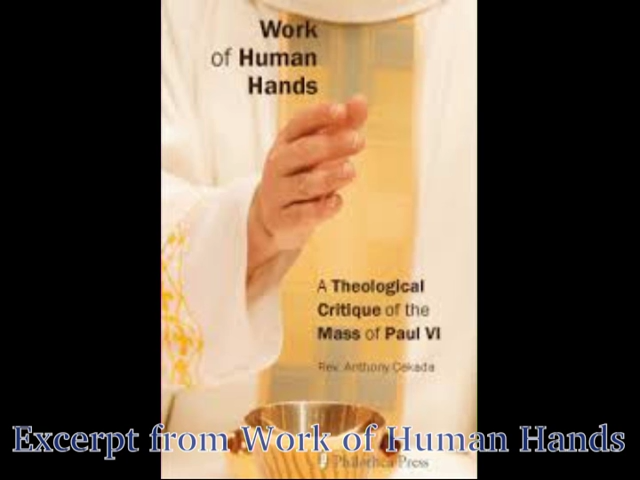 Work
of Human
Hands
A Theological
Critique of the
Mass of Paul VI
Rev. Anthony Cekada
Excerpt from Work of Human Hands
Philothea Press